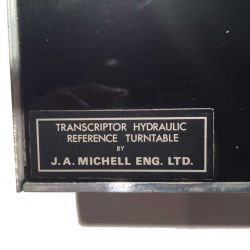 TRANSCRIPTOR HYDRAULIC
REFERENCE TURNTABLE
BY
J. A. MICHELL ENG. LTD.